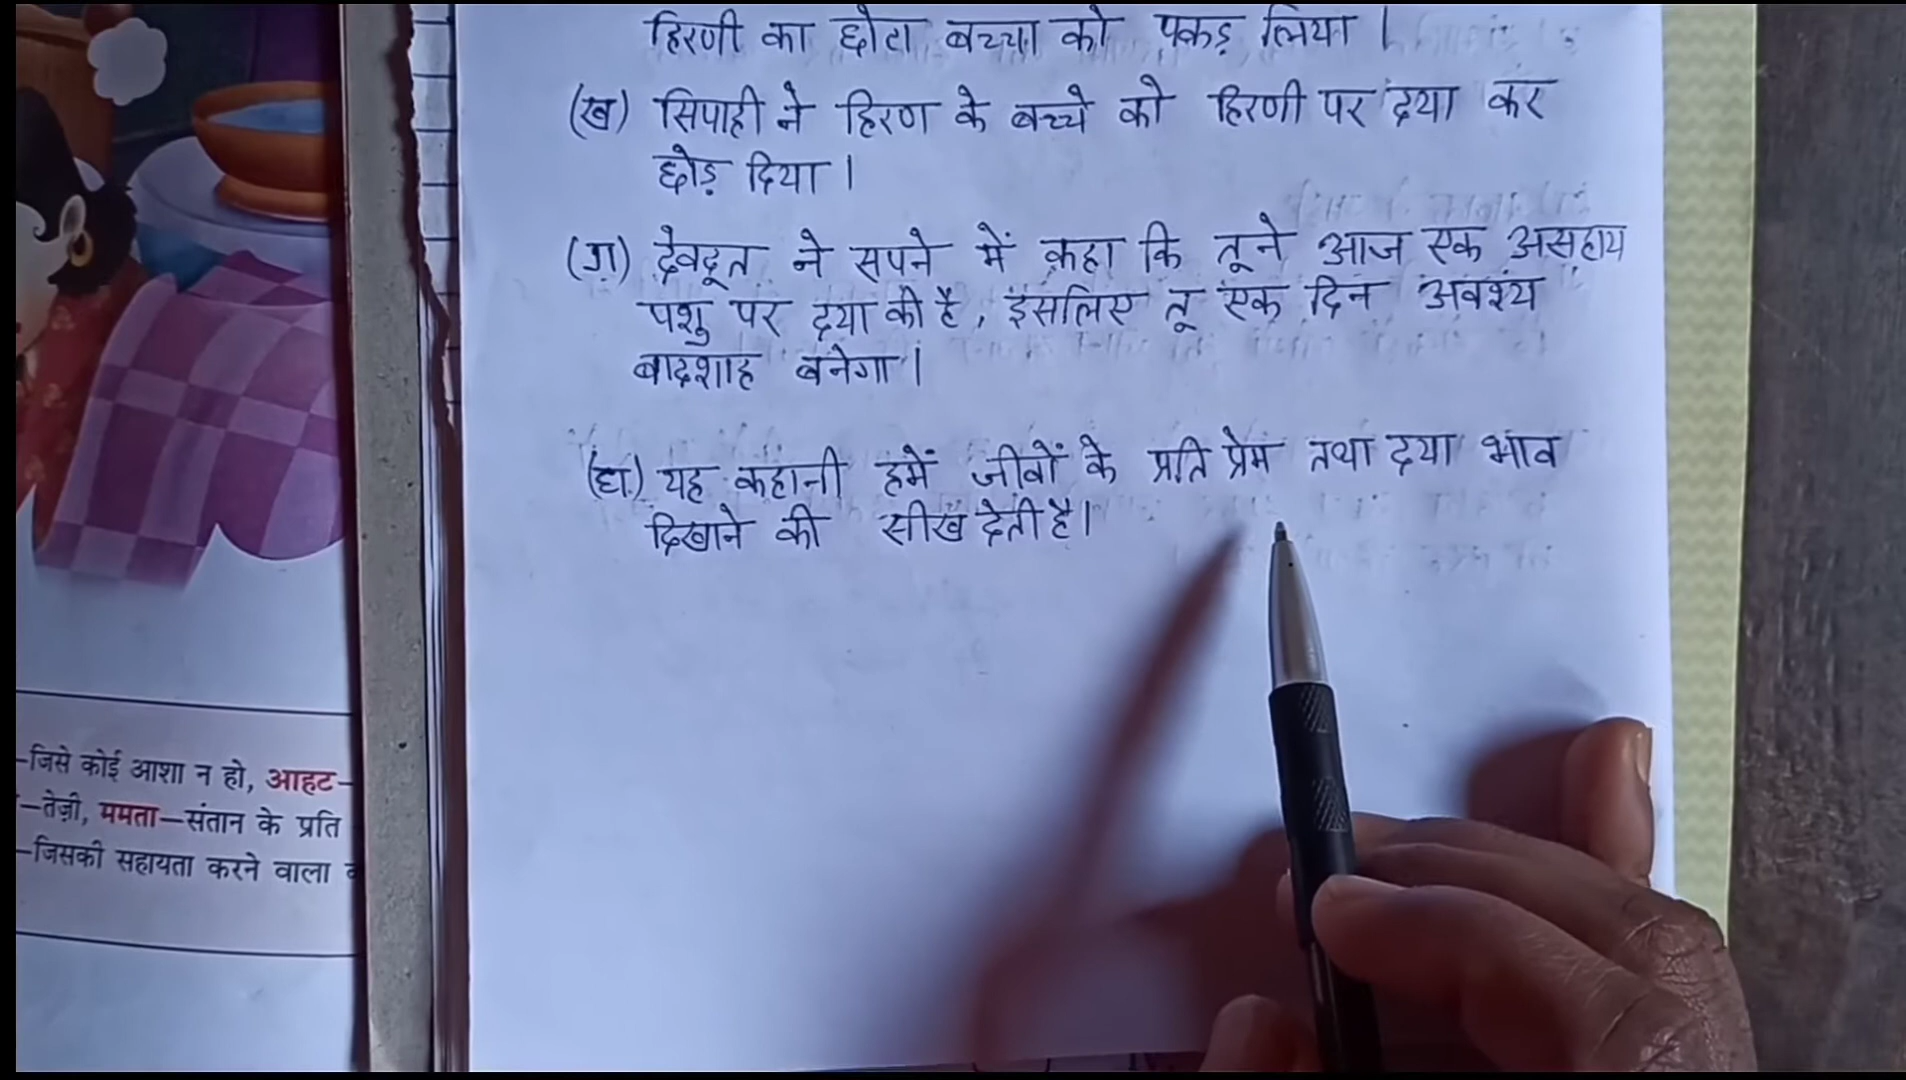 हिरणी का छोटा बच्चा को पकड़ लिया ।
(ख) सिपाही ने हिरण के बच्चे को हिरणी पर दया कर
छोड़ दिया ।
(ग) देवदूत ने सपने में कहा कि तूने आज एक असहाय
पशु पर दया की है, इसलिए तू एक दिन अवश्य
बादशाह बनेगा ।
(घ) यह कहानी हमें जीवों के प्रति प्रेम तथा दया भाव
दिखाने की सीख देती है।
–जिसे कोई आशा न हो, आहट–
–तेज़ी, ममता–संतान के प्रति
–जिसकी सहायता करने वाला